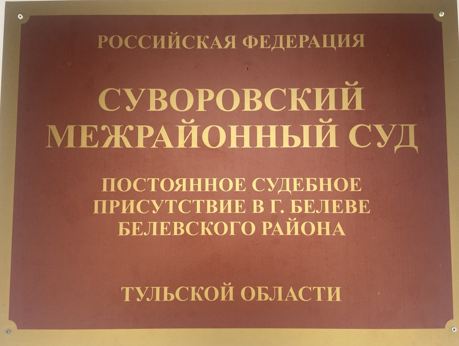 РОССИЙСКАЯ ФЕДЕРАЦИЯ
СУВОРОВСКИЙ
МЕЖРАЙОННЫЙ СУД
ПОСТОЯННОЕ СУДЕБНОЕ
ПРИСУТСТВИЕ В Г. БЕЛЕВЕ
БЕЛЕВСКОГО РАЙОНА
ТУЛЬСКОЙ ОБЛАСТИ